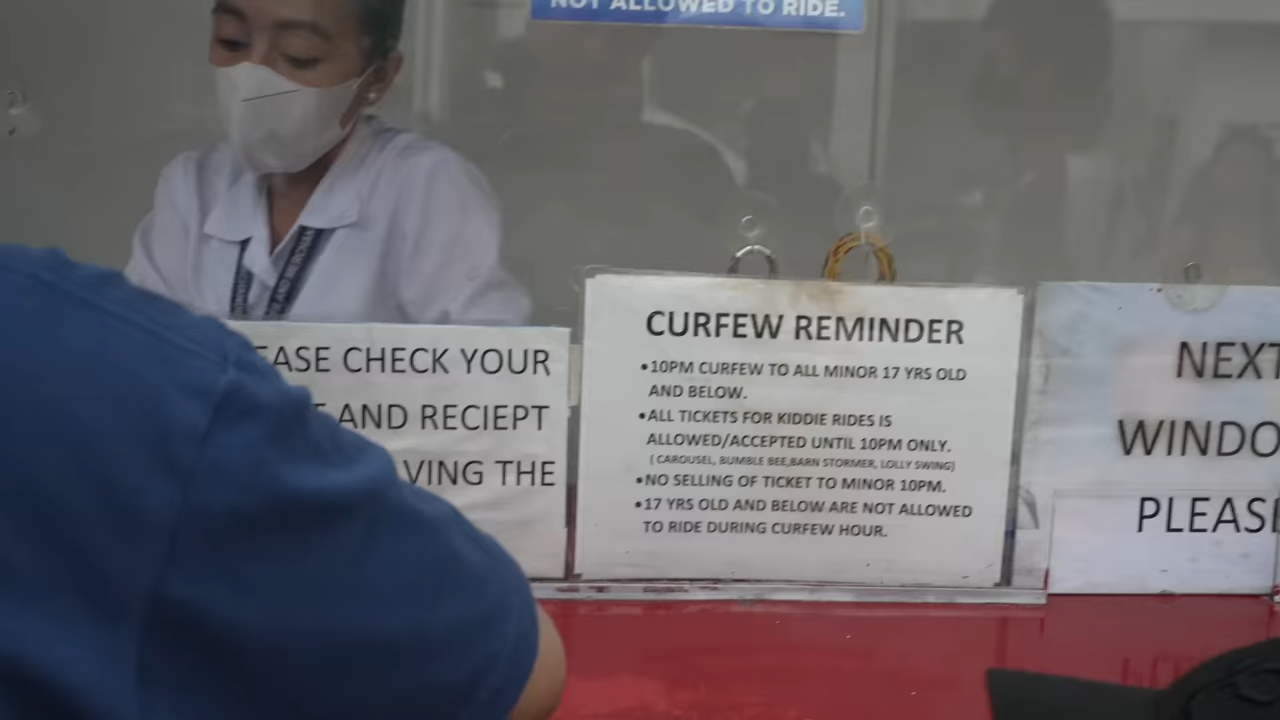 NOT ALLOWED TO RIDE.
EASE CHECK YOUR
AND RECIEPT
VING THE
CURFEW REMINDER
•10PM CURFEW TO ALL MINOR 17 YRS OLD
AND BELOW.
•ALL TICKETS FOR KIDDIE RIDES IS
ALLOWED/ACCEPTED UNTIL 10PM ONLY.
( CAROUSEL, BUMBLE BEE,BARN STORMER, LOLLY SWING)
•NO SELLING OF TICKET TO MINOR 10PM.
•17 YRS OLD AND BELOW ARE NOT ALLOWED
TO RIDE DURING CURFEW HOUR.
NEXT
WINDO
PLEAS